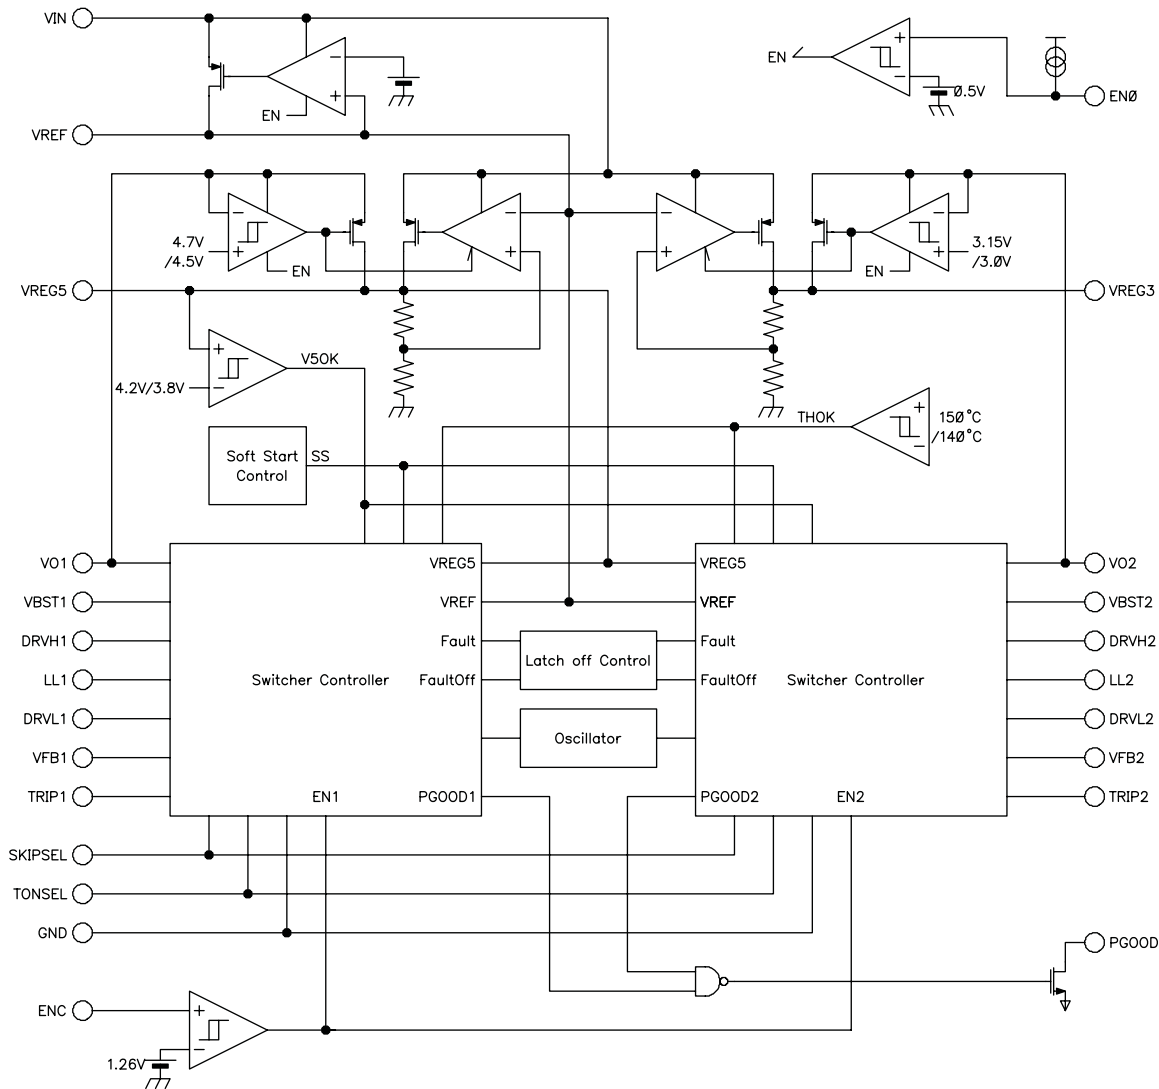 VIN
EN
+
−
0.5V
EN0
−
+
EN
VREF
−
+
4.7V
/4.5V
EN
−
+
−
+
−
+
3.15V
/3.0V
EN
VREG5
VREG3
+
−
4.2V/3.8V
V5OK
THOK
+
−
150°C
/140°C
Soft Start
Control
SS
VO1
VREG5
VREG5
VO2
VBST1
VREF
VREF
VBST2
DRVH1
Fault
Latch off Control
Fault
DRVH2
LL1
Switcher Controller
FaultOff
FaultOff
Switcher Controller
LL2
DRVL1
Oscillator
DRVL2
VFB1
VFB2
TRIP1
EN1
PGOOD1
PGOOD2
EN2
TRIP2
SKIPSEL
TONSEL
GND
PGOOD
ENC
+
−
1.26V